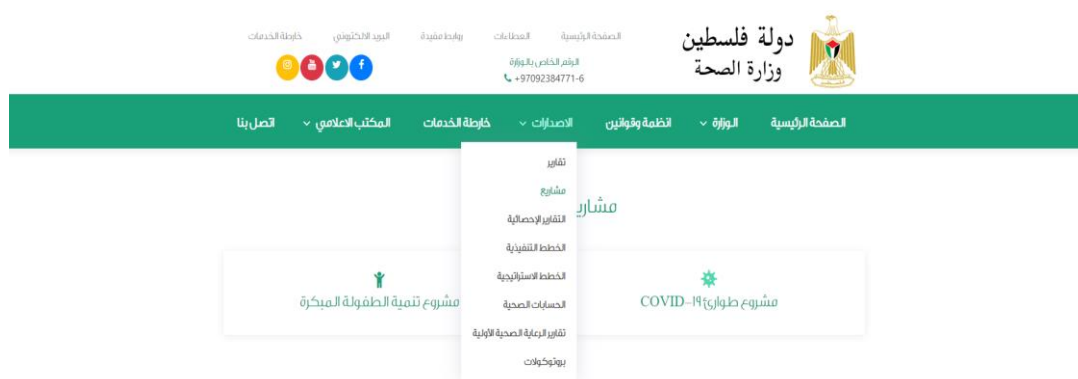 دولة فلسطين
وزارة الصحة
الصفحة الرئيسية
العطاءات
روابط مفيدة
البريد الالكتروني
خارطة الخدمات
الرقم الخاص بالوزارة
+97092384771-6
الصفحة الرئيسية
الوزارة
انظمة وقوانين
الاصدارات
خارطة الخدمات
المكتب الاعلامي
اتصل بنا
تقارير
مشاريع
التقارير الإحصائية
الخطط التنفيذية
الخطط الاستراتيجية
الحسابات الصحية
تقارير الرعاية الصحية الأولية
بروتوكولات
مشاري
مشروع طوارئ COVID-19
مشروع تنمية الطفولة المبكرة